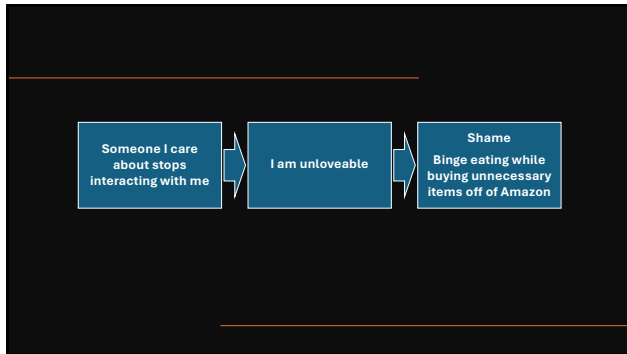 Someone I care
about stops
interacting with me
I am unloveable
Shame
Binge eating while
buying unnecessary
items off of Amazon